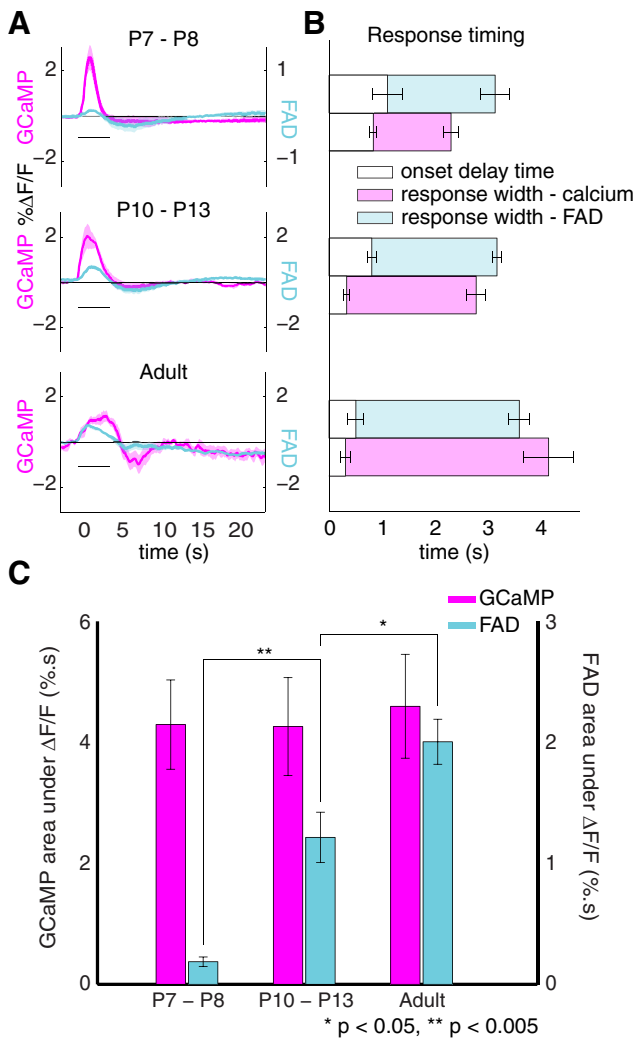 A
P7 - P8
2
1
−2
−1
GCaMP
FAD
%ΔF/F
P10 - P13
2
2
−2
−2
GCaMP
FAD
Adult
2
2
−2
−2
GCaMP
FAD
0 5 10 15 20
time (s)
B
Response timing
onset delay time
response width - calcium
response width - FAD
0 1 2 3 4
time (s)
C
GCaMP
FAD
6
4
2
0
GCaMP area under ΔF/F (%.s)
3
2
1
0
FAD area under ΔF/F (%.s)
**
*
P7 – P8 P10 – P13 Adult
* p < 0.05, ** p < 0.005